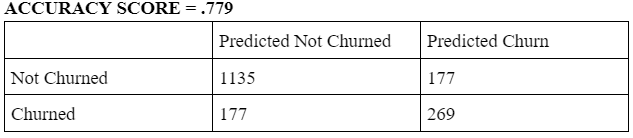 ACCURACY SCORE = .779
Predicted Not Churned Predicted Churn
Not Churned 1135 177
Churned 177 269